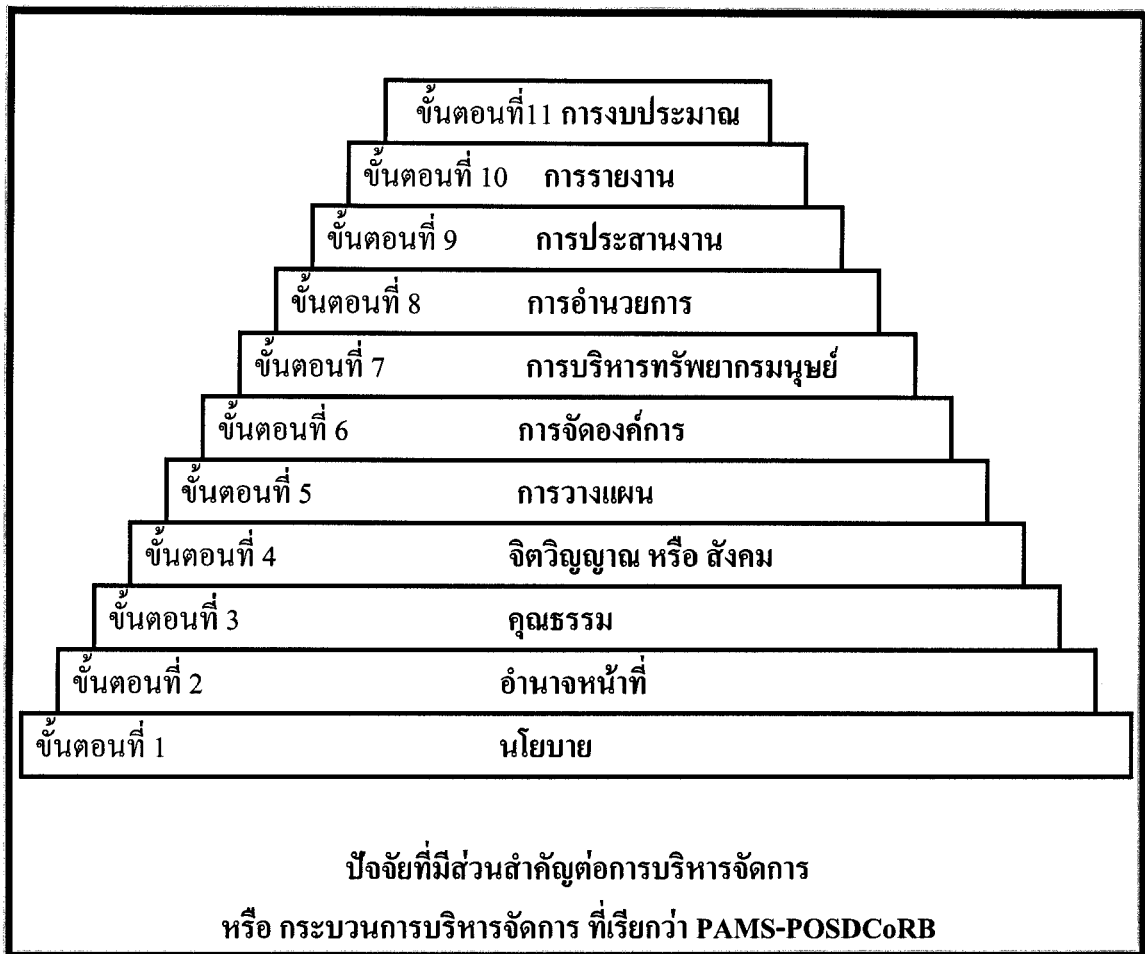 ขั้นตอนที่11 การงบประมาณ
ขั้นตอนที่ 10 การรายงาน
ขั้นตอนที่ 9 การประสานงาน
ขั้นตอนที่ 8 การอำนวยการ
ขั้นตอนที่ 7 การบริหารทรัพยากรมนุษย์
ขั้นตอนที่ 6 การจัดองค์การ
ขั้นตอนที่ 5 การวางแผน
ขั้นตอนที่ 4 จิตวิญญาณ หรือ สังคม
ขั้นตอนที่ 3 คุณธรรม
ขั้นตอนที่ 2 อำนาจหน้าที่
ขั้นตอนที่ 1 นโยบาย
ปัจจัยที่มีส่วนสำคัญต่อการบริหารจัดการ
หรือ กระบวนการบริหารจัดการ ที่เรียกว่า PAMS-POSDCoRB